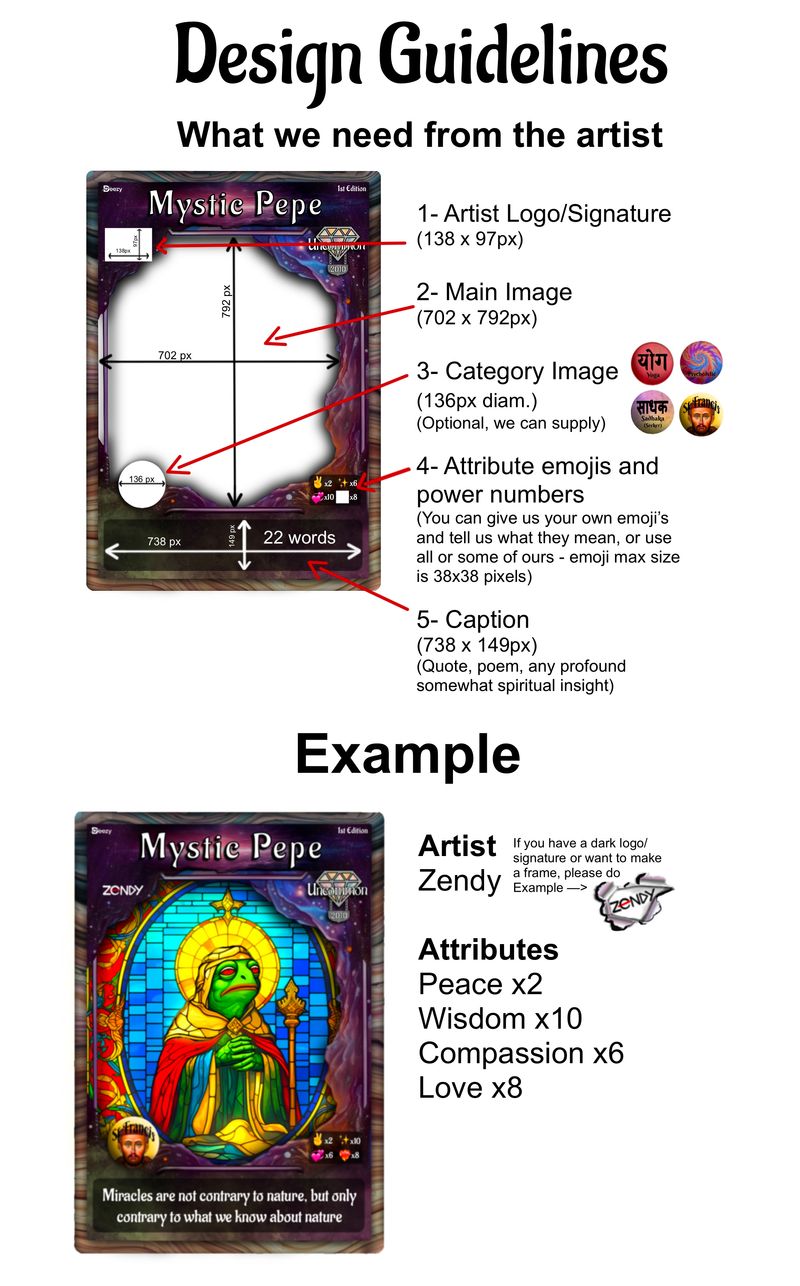 Design Guidelines
What we need from the artist
Beezy
1st Edition
Mystic Pepe
138px
97px
Uncommon
2010
792 px
702 px
136 px
x2
x6
x10
x8
738 px
149 px
22 words
1- Artist Logo/Signature
(138 x 97px)
2- Main Image
(702 x 792px)
3- Category Image
(136px diam.)
(Optional, we can supply)
योग
Yoga
Psychedelic
साधक
Sadhaka
(Seeker)
St Francis
4- Attribute emojis and
power numbers
(You can give us your own emoji’s
and tell us what they mean, or use
all or some of ours - emoji max size
is 38x38 pixels)
5- Caption
(738 x 149px)
(Quote, poem, any profound
somewhat spiritual insight)
Example
Beezy
1st Edition
Mystic Pepe
ZENDY
Uncommon
2010
St Francis
x2
x10
x6
x8
Miracles are not contrary to nature, but only
contrary to what we know about nature
Artist
Zendy
If you have a dark logo/
signature or want to make
a frame, please do
Example —>
ZENDY
Attributes
Peace x2
Wisdom x10
Compassion x6
Love x8